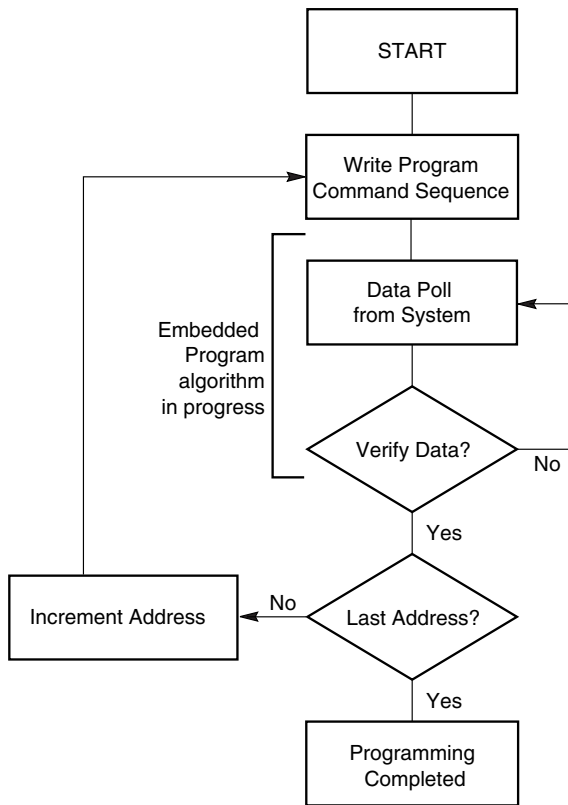 START
Write Program
Command Sequence
Data Poll
from System
Embedded
Program
algorithm
in progress
Verify Data?
No
Yes
Increment Address
No
Last Address?
Yes
Programming
Completed